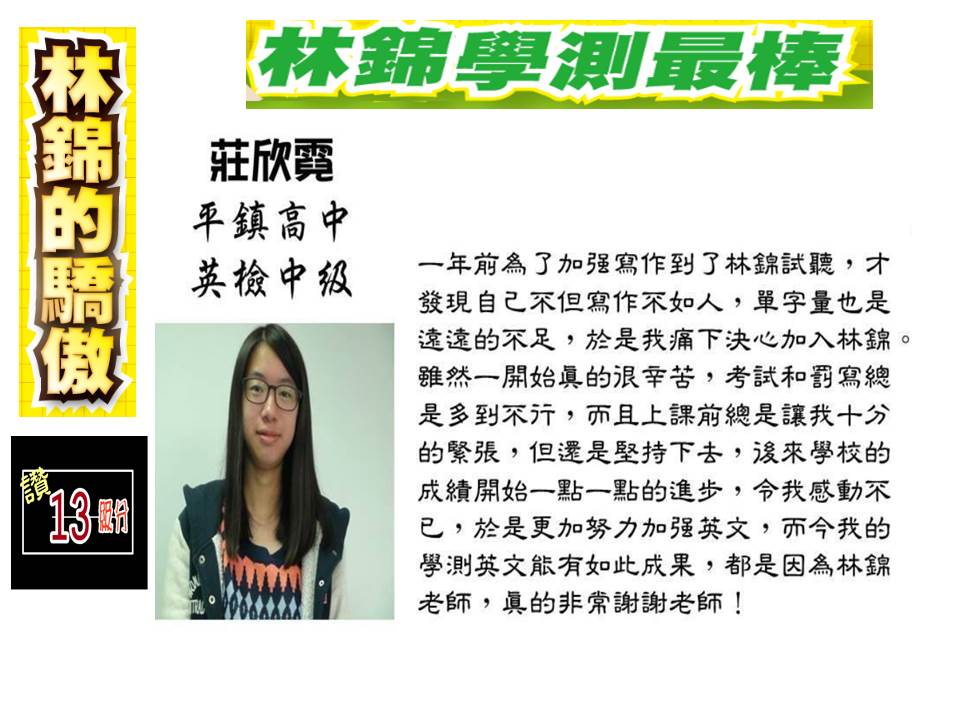 林錦的驕傲
林錦學測最棒
讚
13級分
莊欣霓
平鎮高中
英檢中級
一年前為了加强寫作到了林錦試聽，才
發現自己不但寫作不如人，單字量也是
遠遠的不足，於是我痛下決心加入林錦。
雖然一開始真的很辛苦，考試和罰寫總
是多到不行，而且上課前總是讓我十分
的緊張，但還是堅持下去，後來學校的
成績開始一點一點的進步，令我感動不
已，於是更加努力加强英文，而今我的
學測英文能有如此成果，都是因為林錦
老師，真的非常謝謝老師！